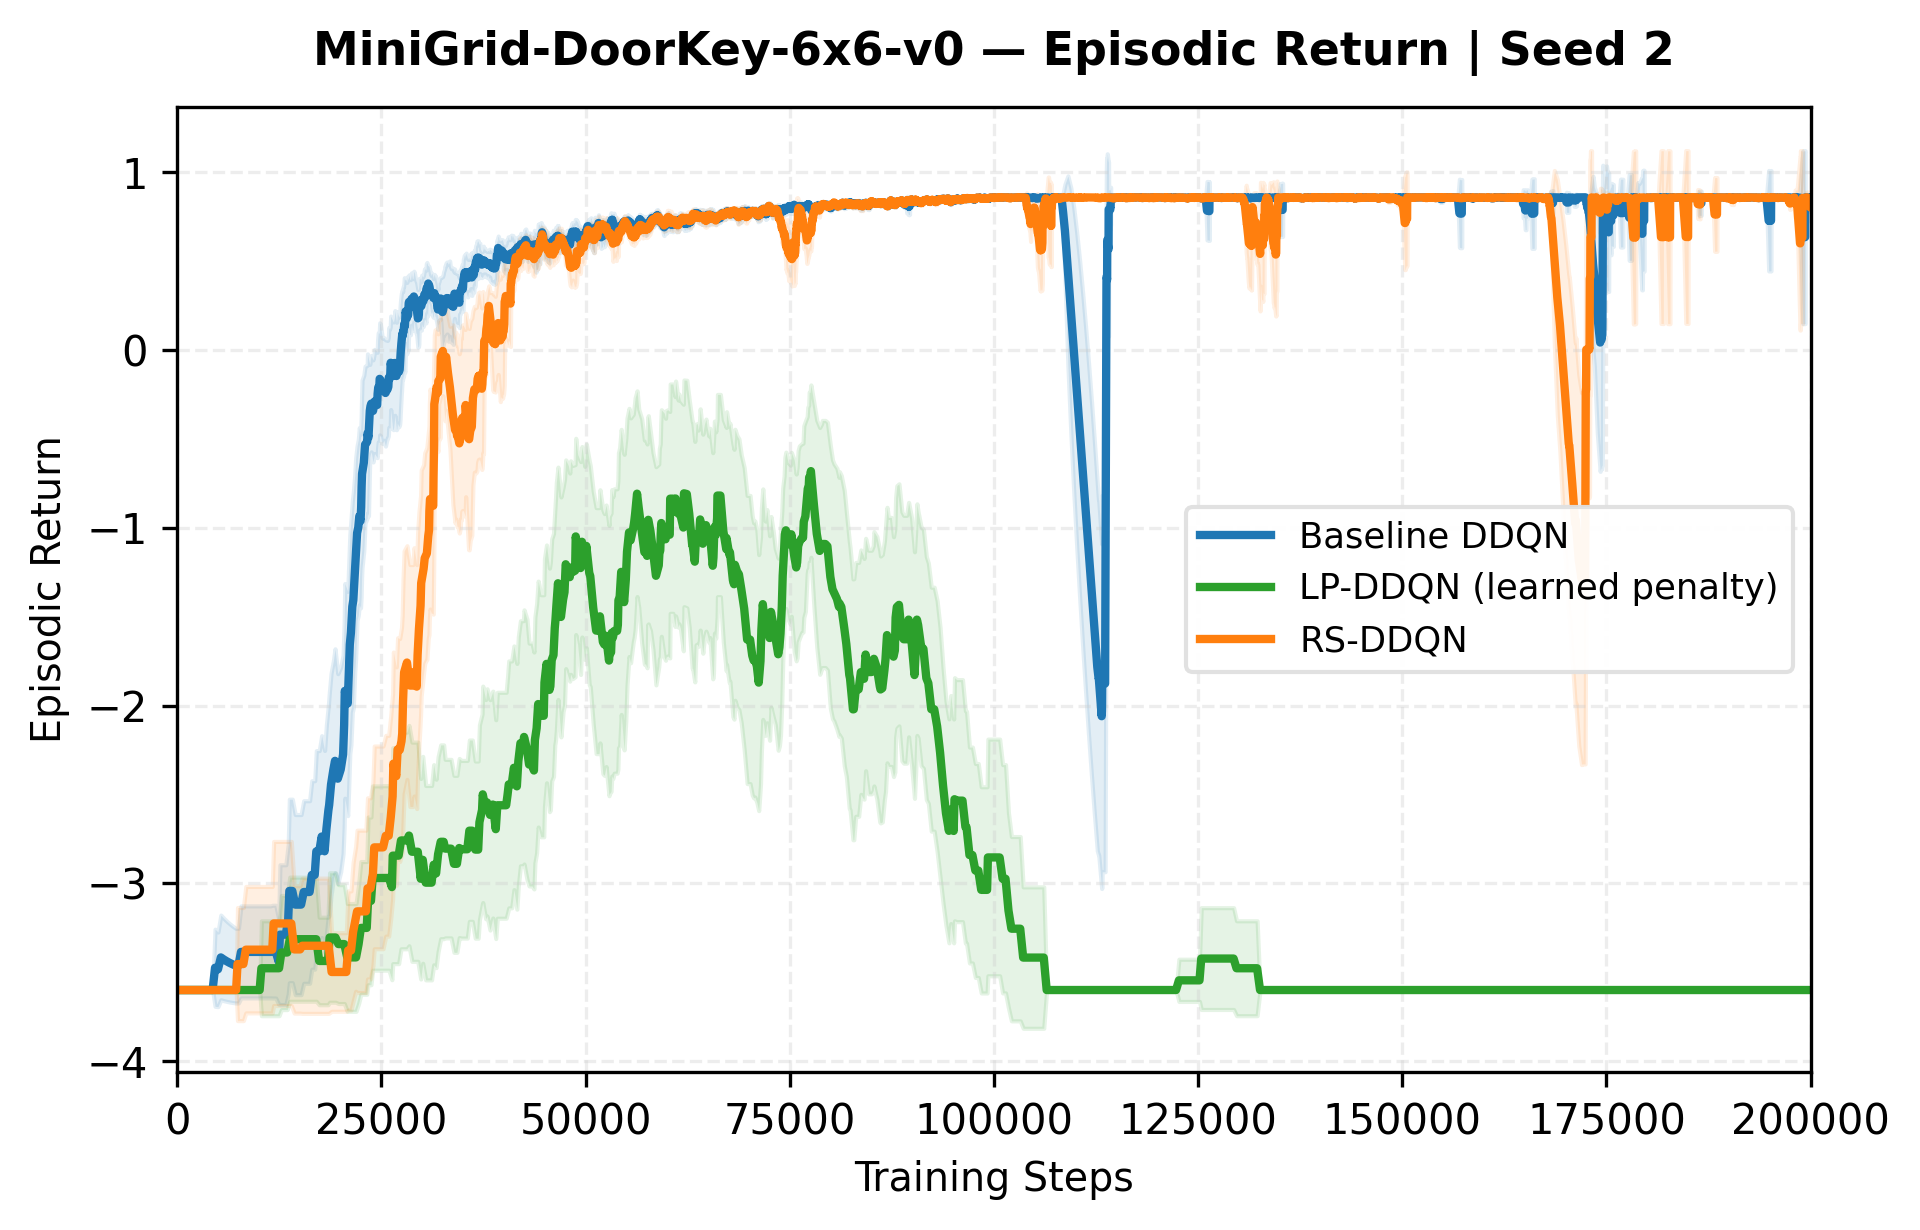 MiniGrid-DoorKey-6x6-v0 — Episodic Return | Seed 2
Episodic Return
1
0
−1
−2
−3
−4
Baseline DDQN
LP-DDQN (learned penalty)
RS-DDQN
0 25000 50000 75000 100000 125000 150000 175000 200000
Training Steps